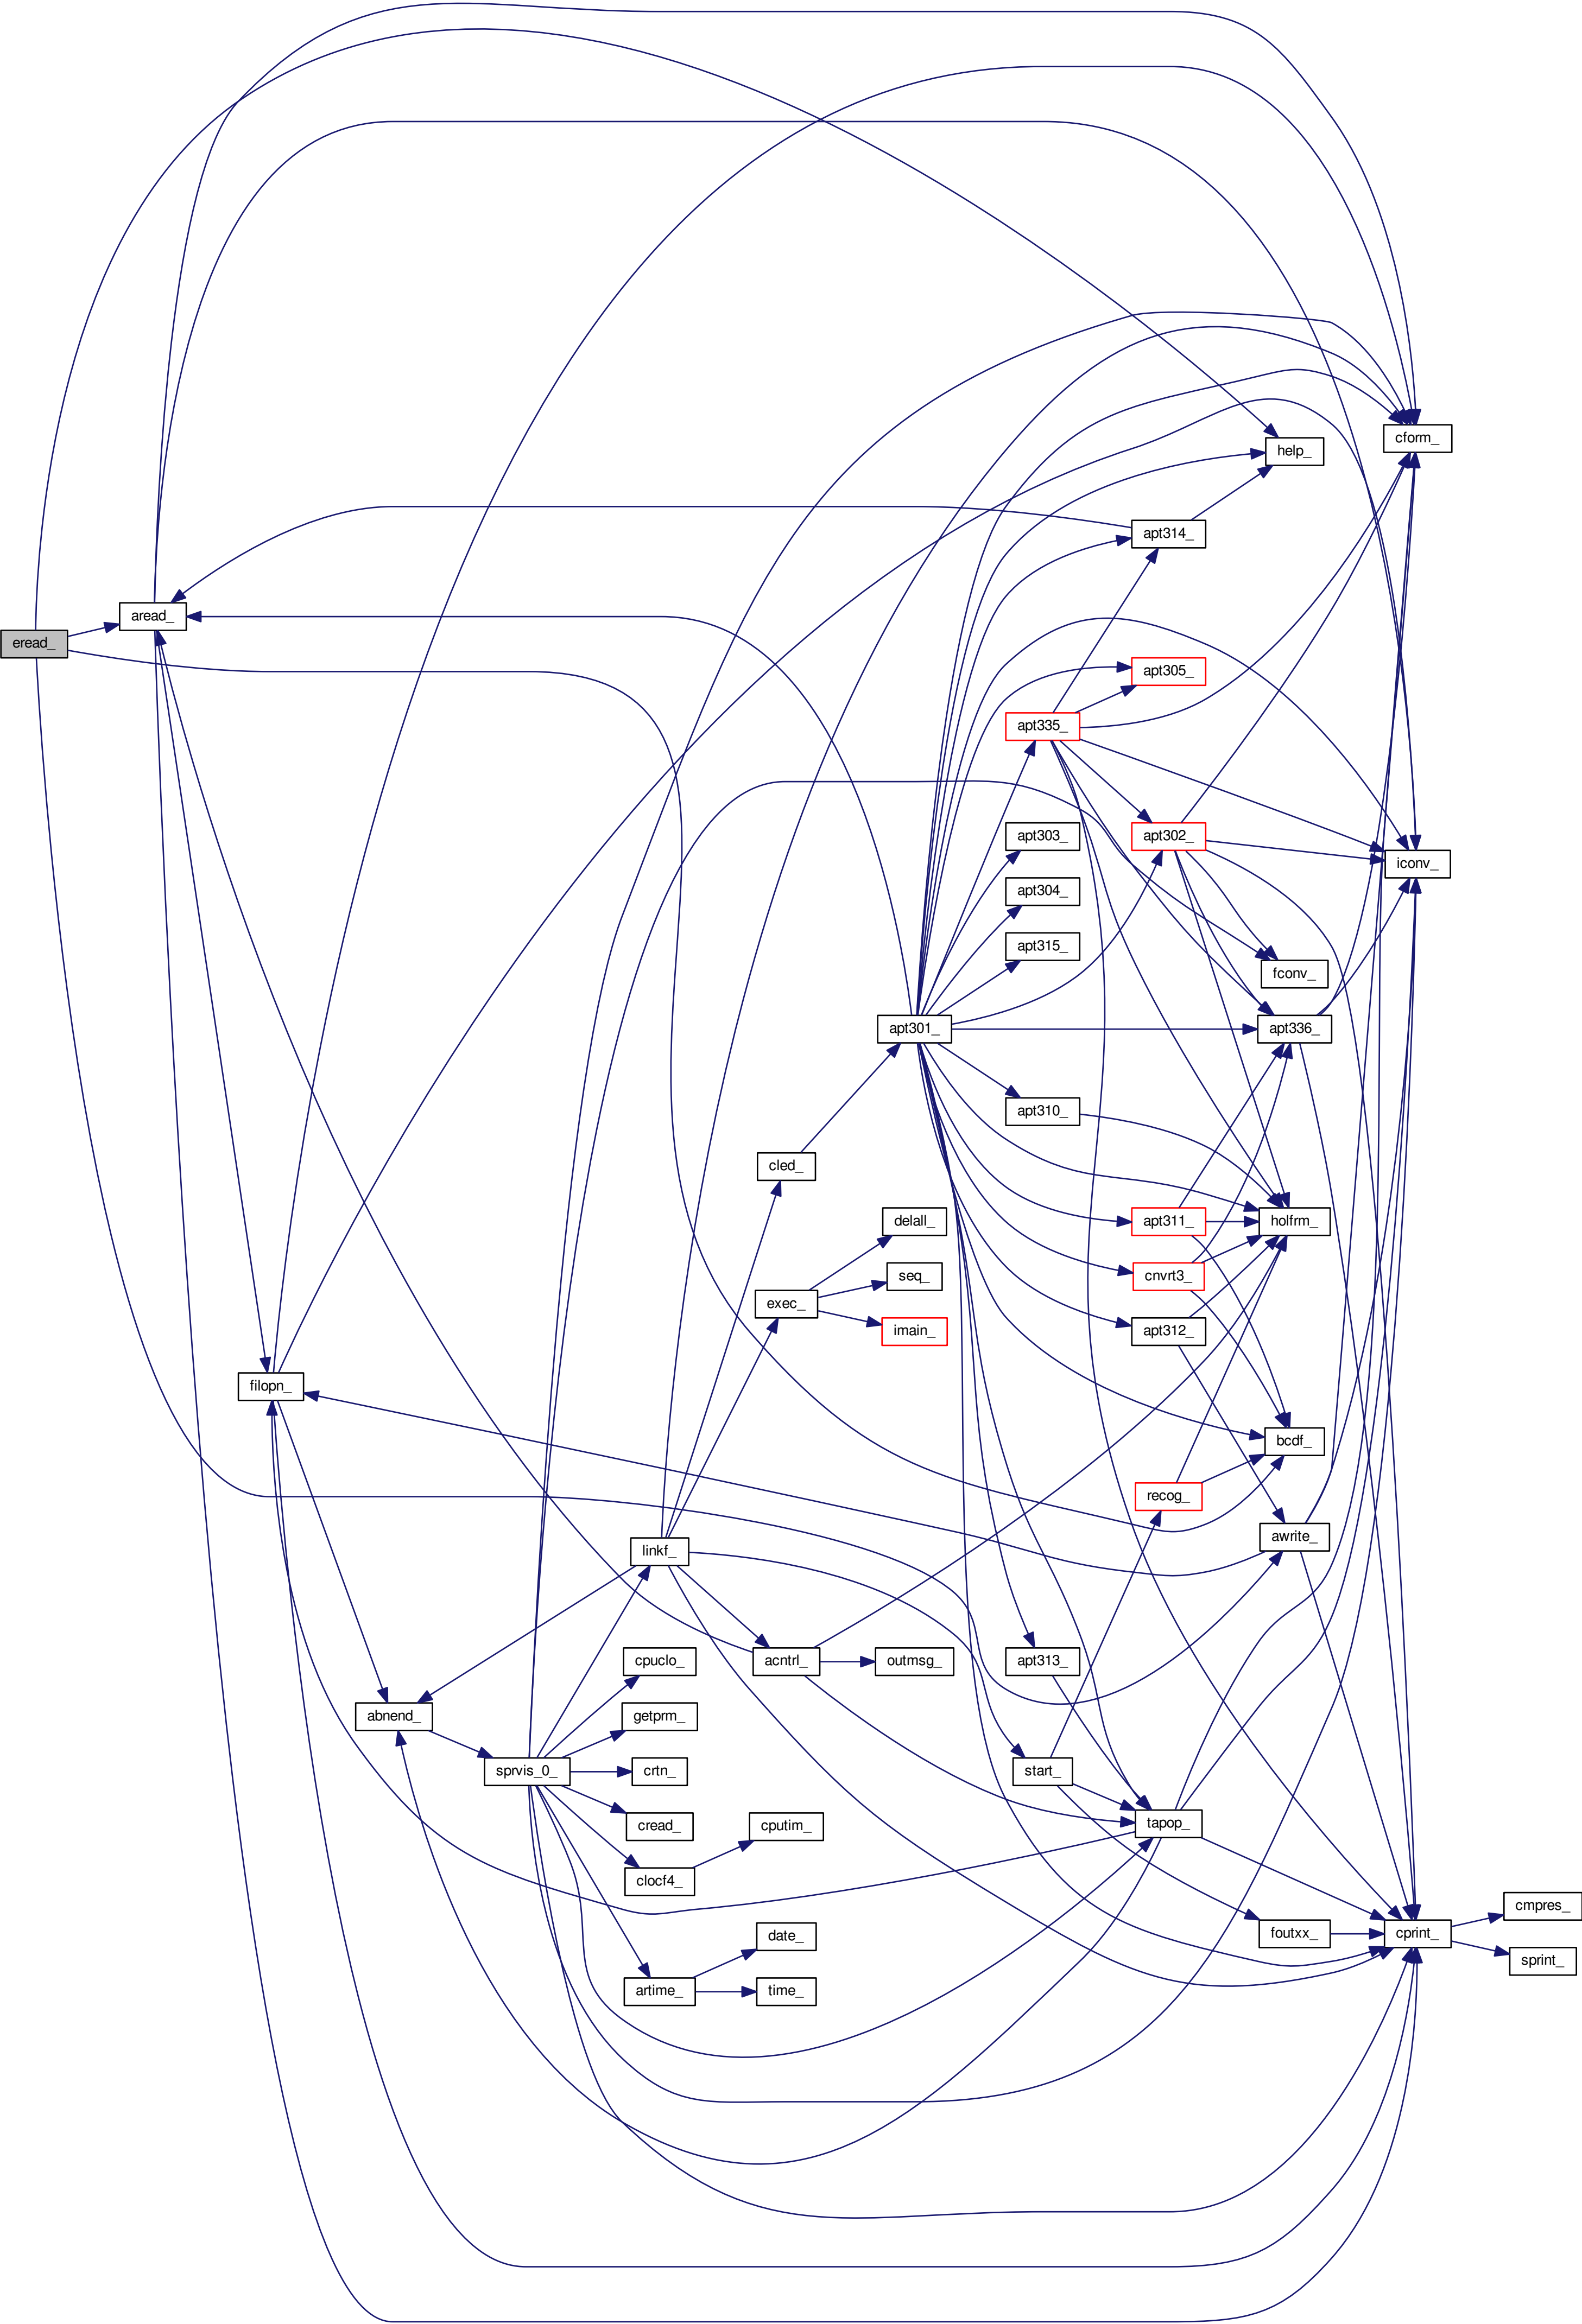 cform_
help_
apt314_
aread_
eread_
apt305_
apt335_
apt303_
apt302_
iconv_
apt304_
apt315_
fconv_
apt301_
apt336_
apt310_
cled_
delall_
apt311_
holfrm_
seq_
cnvrt3_
exec_
imain_
apt312_
filopn_
bcdf_
recog_
awrite_
linkf_
cpuclo_
acntrl_
outmsg_
apt313_
abnend_
getprm_
sprvis_0_
crtn_
start_
cread_
cputim_
tapop_
clocf4_
cmpres_
date_
foutxx_
cprint_
sprint_
artime_
time_